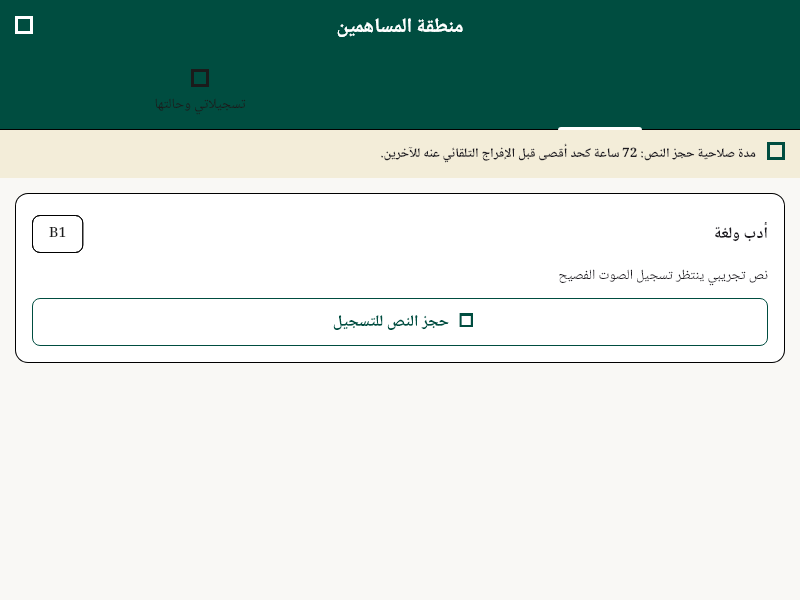 منطقة المساهمين
تسجيلاتي وحالتها
مدة صلاحية حجز النص: 72 ساعة كحد أقصى قبل الإفراج التلقائي عنه للآخرين.
أدب ولغة
B1
نص تجريبي ينتظر تسجيل الصوت الفصيح
حجز النص للتسجيل